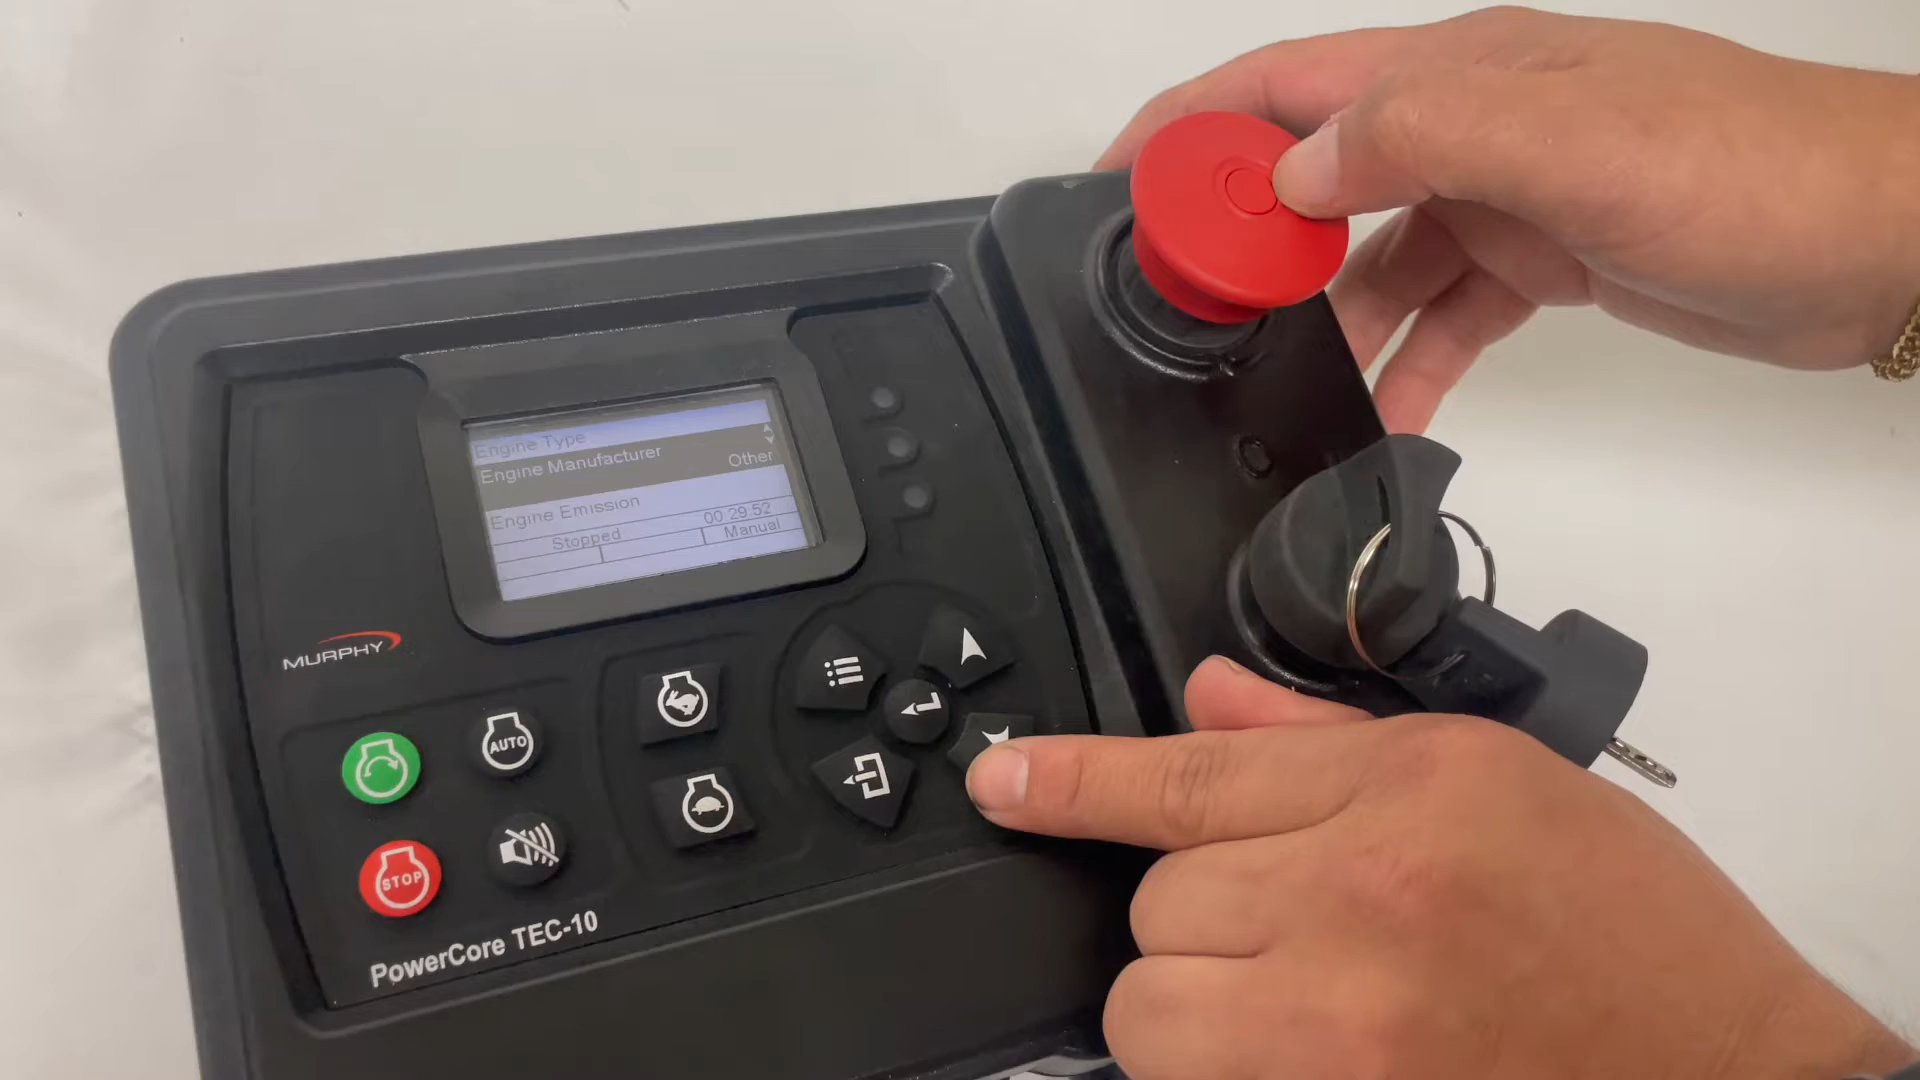 Engine Type
Engine Manufacturer
Other
Engine Emission
00:29:52
Stopped
Manual
MURPHY
AUTO
STOP
PowerCore TEC-10